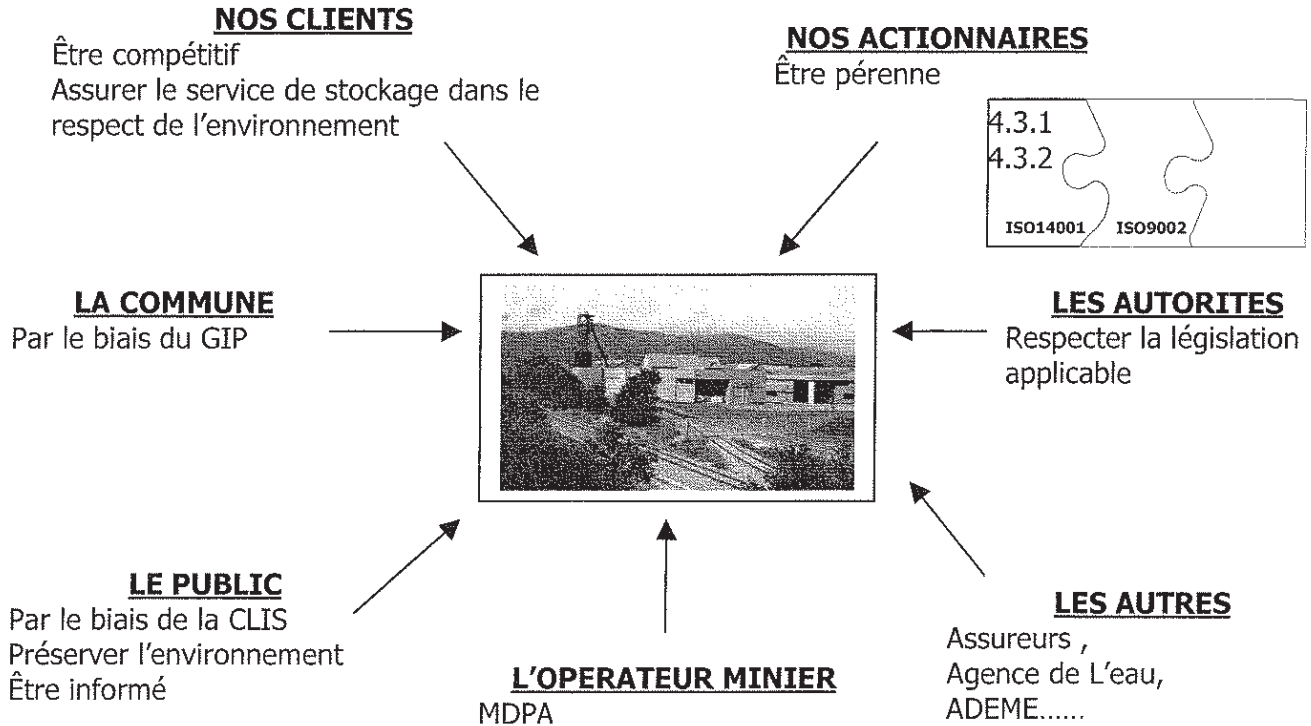 NOS CLIENTS
Être compétitif
Assurer le service de stockage dans le
respect de l'environnement
NOS ACTIONNAIRES
Être pérenne
4.3.1
4.3.2
ISO14001
ISO9002
LA COMMUNE
Par le biais du GIP
LES AUTORITES
Respecter la législation
applicable
LE PUBLIC
Par le biais de la CLIS
Préserver l'environnement
Être informé
L'OPERATEUR MINIER
MDPA
LES AUTRES
Assureurs ,
Agence de L'eau,
ADEME......